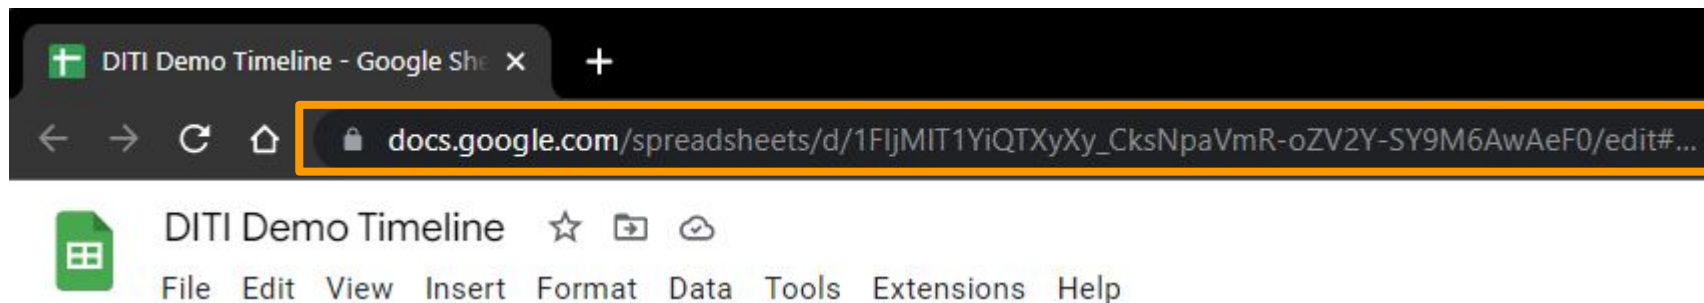 DITI Demo Timeline - Google She
docs.google.com/spreadsheets/d/1FIjMIT1YiQTXyXy_CksNpaVmR-oZV2Y-SY9M6AwAeF0/edit#...
DITI Demo Timeline
File Edit View Insert Format Data Tools Extensions Help